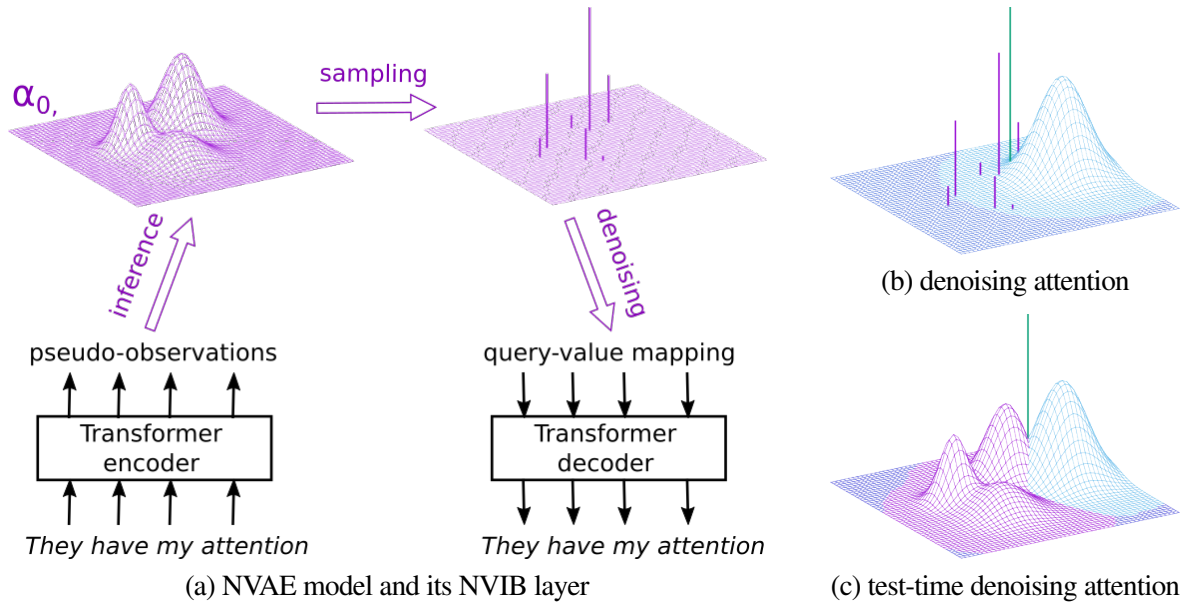 α0,
sampling
inference
denoising
pseudo-observations
Transformer
encoder
They have my attention
query-value mapping
Transformer
decoder
They have my attention
(a) NVAE model and its NVIB layer
(b) denoising attention
(c) test-time denoising attention